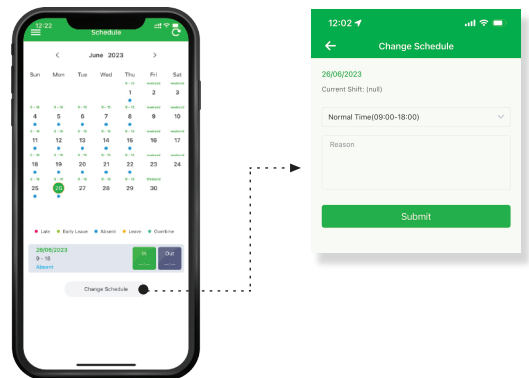 12:22
Schedule
June 2023
Sun Mon Tue Wed Thu Fri Sat
1 2 3
4 5 6 7 8 9 10
11 12 13 14 15 16 17
18 19 20 21 22 23 24
25 26 27 28 29 30
Late Early Leave Absent Leave Overtime
26/06/2023
9 - 18
Absent
In
Out
Change Schedule
12:02
Change Schedule
26/06/2023
Current Shift: (null)
Normal Time(09:00-18:00)
Reason
Submit